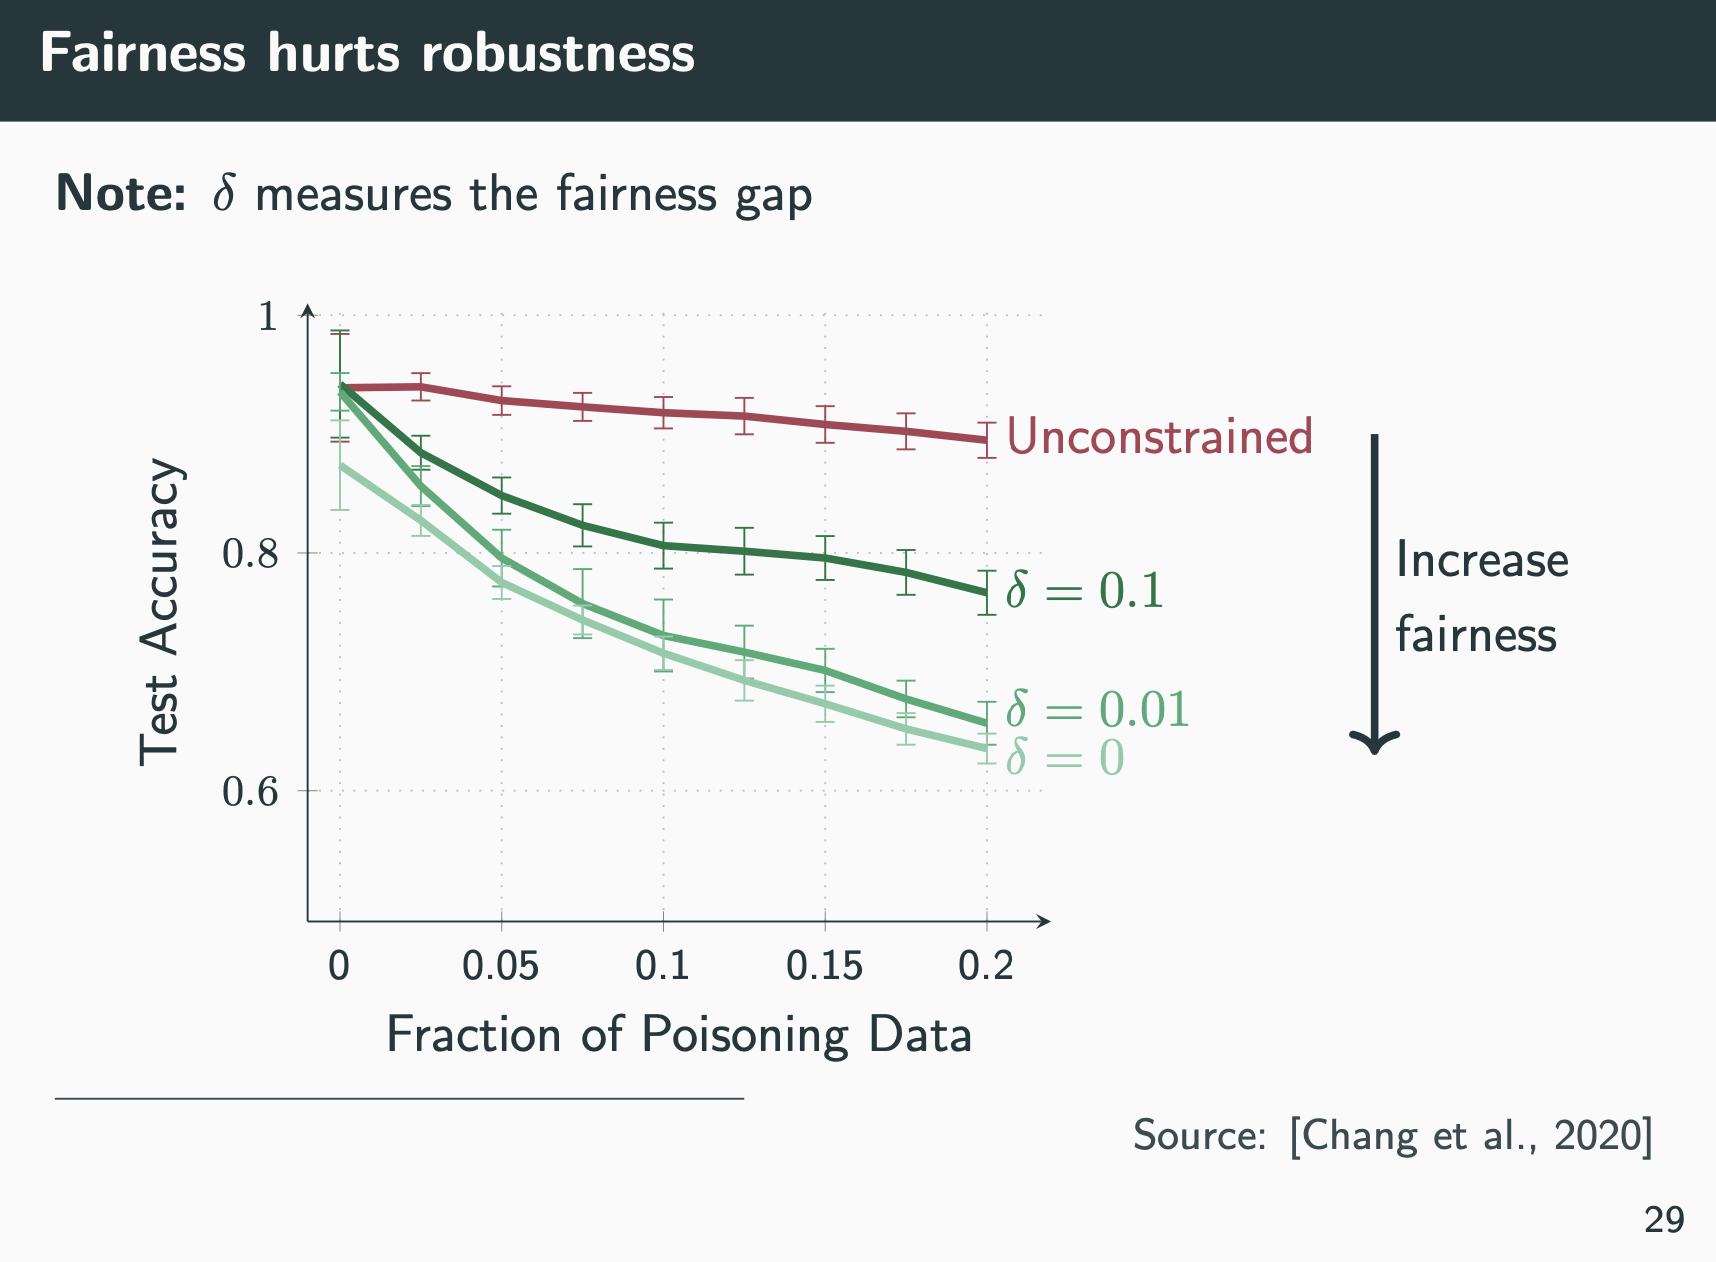 Fairness hurts robustness
Note: δ measures the fairness gap
1
0.8
0.6
Test Accuracy
Unconstrained
δ = 0.1
δ = 0.01
δ = 0
Increase
fairness
0 0.05 0.1 0.15 0.2
Fraction of Poisoning Data
Source: [Chang et al., 2020]
29